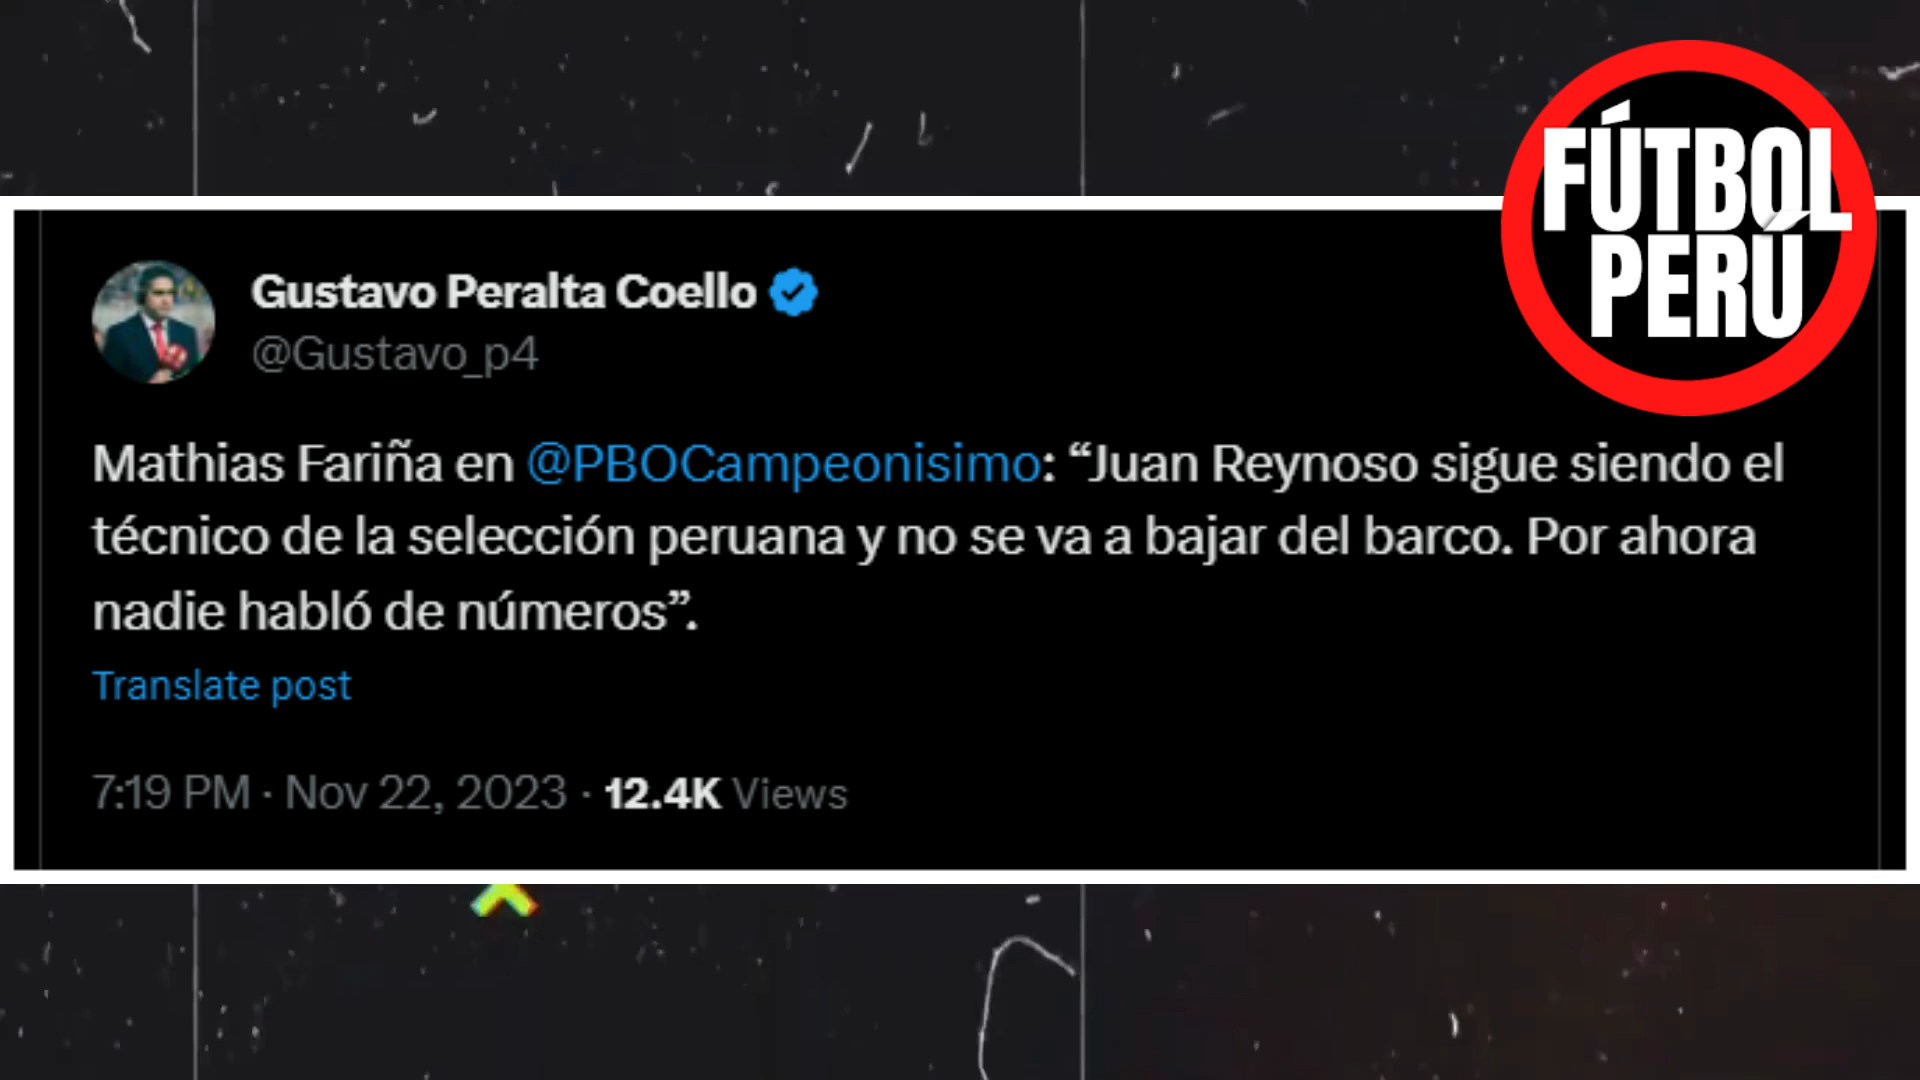 FÚTBOL
PERÚ
Gustavo Peralta Coello
@Gustavo_p4
Mathias Fariña en @PBOCampeonisimo: “Juan Reynoso sigue siendo el
técnico de la selección peruana y no se va a bajar del barco. Por ahora
nadie habló de números”.
Translate post
7:19 PM · Nov 22, 2023 · 12.4K Views